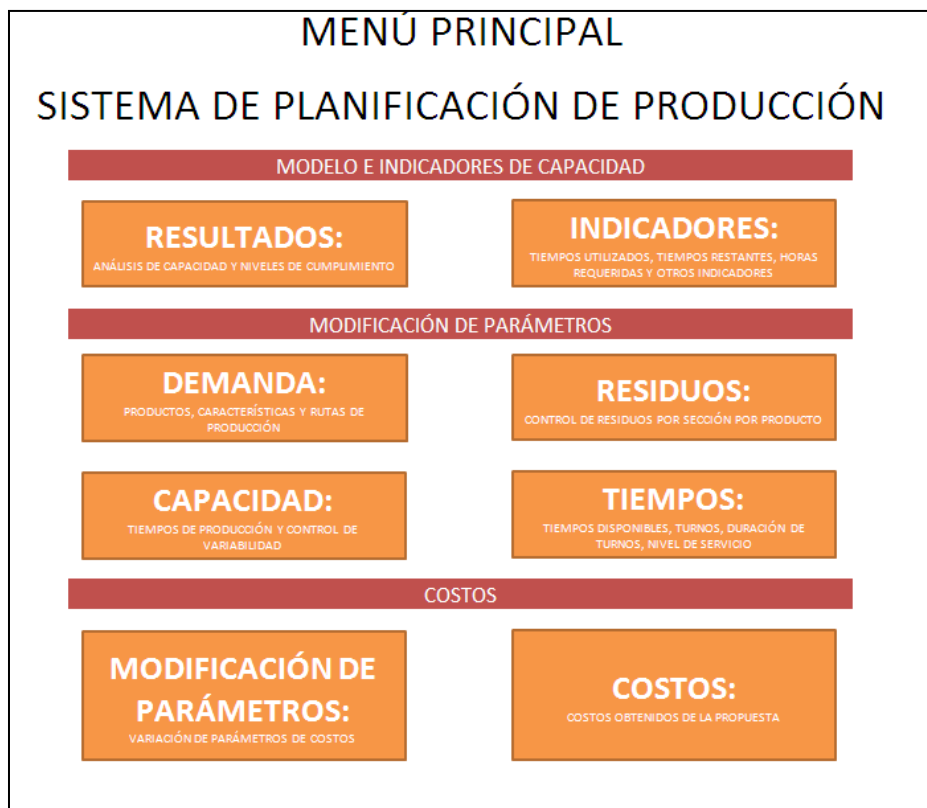 MENÚ PRINCIPAL
SISTEMA DE PLANIFICACIÓN DE PRODUCCIÓN
MODELO E INDICADORES DE CAPACIDAD
RESULTADOS:
ANÁLISIS DE CAPACIDAD Y NIVELES DE CUMPLIMIENTO
INDICADORES:
TIEMPOS UTILIZADOS, TIEMPOS RESTANTES, HORAS
REQUERIDAS Y OTROS INDICADORES
MODIFICACIÓN DE PARÁMETROS
DEMANDA:
PRODUCTOS, CARACTERÍSTICAS Y RUTAS DE
PRODUCCIÓN
RESIDUOS:
CONTROL DE RESIDUOS POR SECCIÓN POR PRODUCTO
CAPACIDAD:
TIEMPOS DE PRODUCCIÓN Y CONTROL DE
VARIABILIDAD
TIEMPOS:
TIEMPOS DISPONIBLES, TURNOS, DURACIÓN DE
TURNOS, NIVEL DE SERVICIO
COSTOS
MODIFICACIÓN DE
PARÁMETROS:
VARIACIÓN DE PARÁMETROS DE COSTOS
COSTOS:
COSTOS OBTENIDOS DE LA PROPUESTA